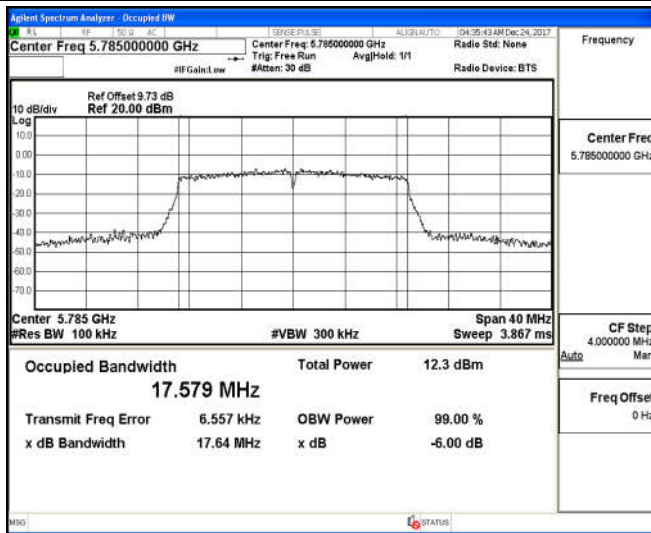 Agilent Spectrum Analyzer - Occupied BW
RL RF 50 Ω AC SENSE:PULSE ALIGN AUTO 04:35:43 AM Dec 24, 2017
Center Freq 5.785000000 GHz
Center Freq: 5.785000000 GHz Radio Std: None
Trig: Free Run Avg|Hold: 1/1
#IFGain:Low #Atten: 30 dB Radio Device: BTS
Frequency
Ref Offset 9.73 dB
10 dB/div Ref 20.00 dBm
Log
10.0
0.00
-10.0
-20.0
-30.0
-40.0
-50.0
-60.0
-70.0
Center Freq
5.785000000 GHz
Center 5.785 GHz Span 40 MHz
#Res BW 100 kHz #VBW 300 kHz Sweep 3.867 ms
CF Step
4.000000 MHz
Auto Man
Occupied Bandwidth Total Power 12.3 dBm
17.579 MHz
Transmit Freq Error 6.557 kHz OBW Power 99.00 %
x dB Bandwidth 17.64 MHz x dB -6.00 dB
Freq Offset
0 Hz
MSG STATUS